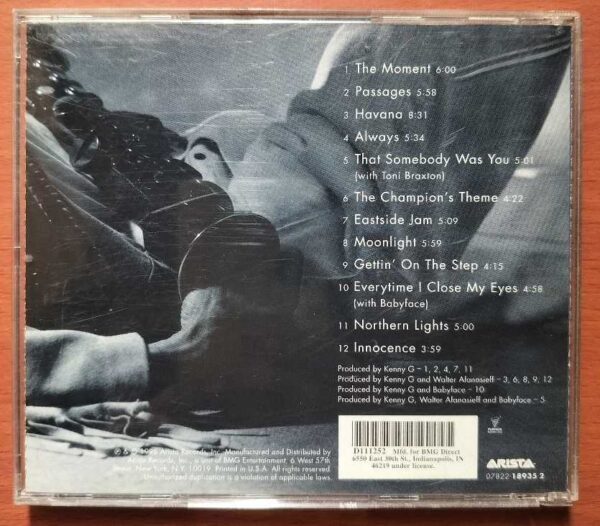 1 The Moment 6:00
2 Passages 5:58
3 Havana 8:31
4 Always 5:34
5 That Somebody Was You 5:01
(with Toni Braxton)
6 The Champion's Theme 4:22
7 Eastside Jam 5:09
8 Moonlight 5:59
9 Gettin' On The Step 4:15
10 Everytime I Close My Eyes 4:58
(with Babyface)
11 Northern Lights 5:00
12 Innocence 3:59
Produced by Kenny G – 1, 2, 4, 7, 11
Produced by Kenny G and Walter Afanasieff – 3, 6, 8, 9, 12
Produced by Kenny G and Babyface – 10
Produced by Kenny G, Walter Afanasieff and Babyface – 5
℗ & © 1996 Arista Records, Inc. Manufactured and Distributed by
Arista Records, Inc., a unit of BMG Entertainment. 6 West 57th
Street, New York, N.Y. 10019. Printed in U.S.A. All rights reserved.
Unauthorized duplication is a violation of applicable laws.
D111252 Mfd. for BMG Direct
6550 East 30th St., Indianapolis, IN
46219 under license.
ARISTA
07822 18935 2